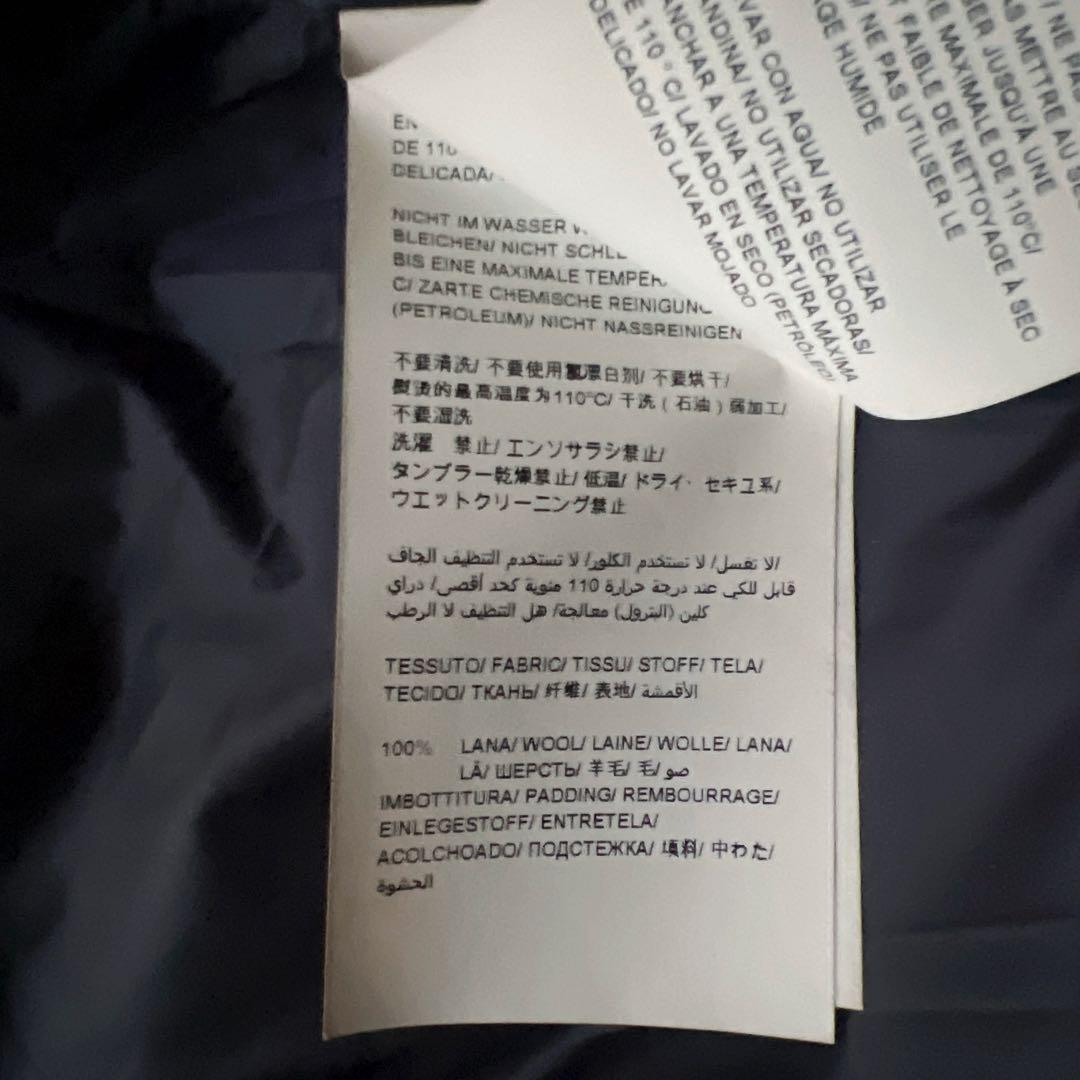 / NE PAS
AS METTRE AU
SER JUSQU'À UNE
RE MAXIMALE DE 110°C/
FAIBLE DE NETTOYAGE À SEC
/ NE PAS UTILISER LE
AGE HUMIDE
VAR CON AGUA/ NO UTILIZAR
ANDINA/ NO UTILIZAR SECADORAS/
ANCHAR A UNA TEMPERATURA MÁXIMA
E 110 °C/ LAVADO EN SECO (PETRÓLEO)
DELICADO/ NO LAVAR MOJADO
DE 110
DELICADA/
NICHT IM WASSER
BLEICHEN/ NICHT
BIS EINE MAXIMALE
C/ ZARTE CHEMISCHE REINIGUNG
(PETROLEUM)/ NICHT NASSREINIGEN
不要清洗/ 不要使用氯漂白剂/ 不要烘干/
熨烫的最高温度为110°C/ 干洗 ( 石油 ) 弱加工/
不要湿洗
洗濯 禁止/ エンソサラシ禁止/
タンブラー乾燥禁止/ 低温/ ドライ· セキユ系/
ウエットクリーニング禁止
لا تغسل/ لا تستخدم الكلور/ لا تستخدم التنظيف الجاف/
قابل للكي عند درجة حرارة 110 مئوية كحد أقصى/ دراي
كلين (البترول) معالجة/ هل التنظيف لا الرطب
TESSUTO/ FABRIC/ TISSU/ STOFF/ TELA/
TECIDO/ ТКАНЬ/ 纤维/ 表地/ الأقمشة
100% LANA/ WOOL/ LAINE/ WOLLE/ LANA/
LÃ/ ШЕРСТЬ/ 羊毛/ 毛/ صو
IMBOTTITURA/ PADDING/ REMBOURRAGE/
EINLEGESTOFF/ ENTRETELA/
ACOLCHOADO/ ПОДСТЕЖКА/ 填料/ 中わた/
الحشوة